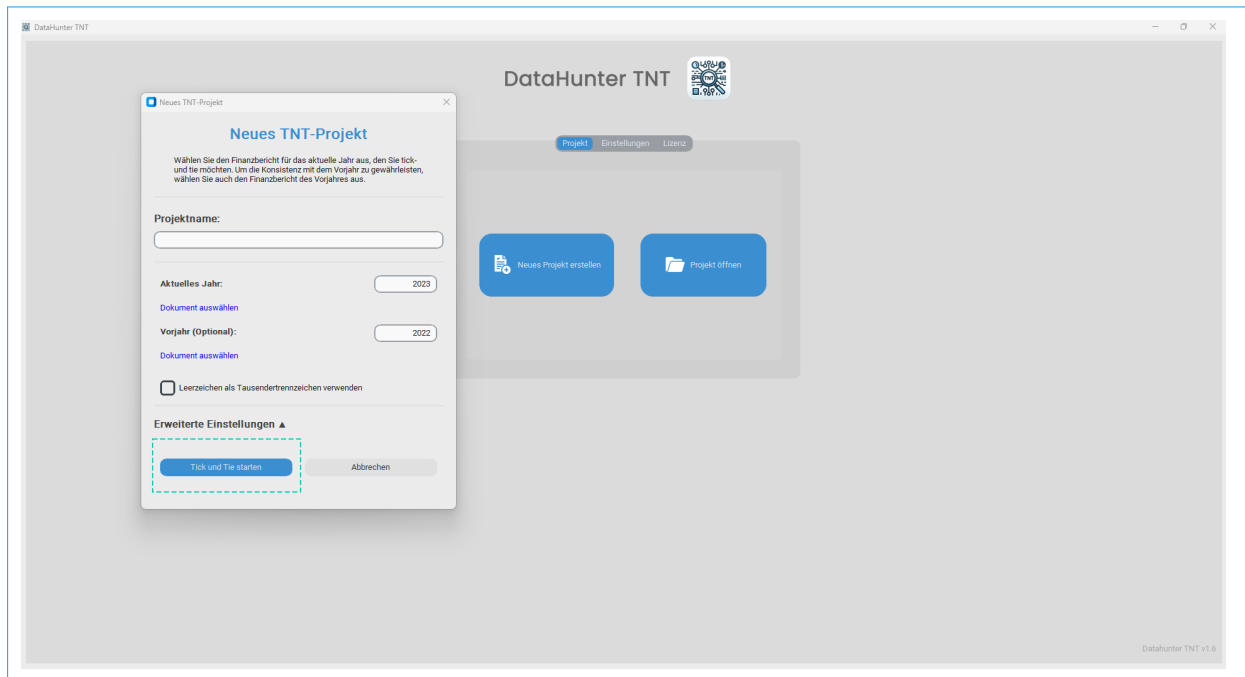 DataHunter TNT
DataHunter TNT
TNT
Neues TNT-Projekt
Neues TNT-Projekt
Wählen Sie den Finanzbericht für das aktuelle Jahr aus, den Sie tick-
und tie möchten. Um die Konsistenz mit dem Vorjahr zu gewährleisten,
wählen Sie auch den Finanzbericht des Vorjahres aus.
Projektname:
Aktuelles Jahr: 2023
Dokument auswählen
Vorjahr (Optional): 2022
Dokument auswählen
Leerzeichen als Tausendertrennzeichen verwenden
Erweiterte Einstellungen ▲
Tick und Tie starten Abbrechen
Projekt Einstellungen Lizenz
Neues Projekt erstellen Projekt öffnen
Datahunter TNT v1.6